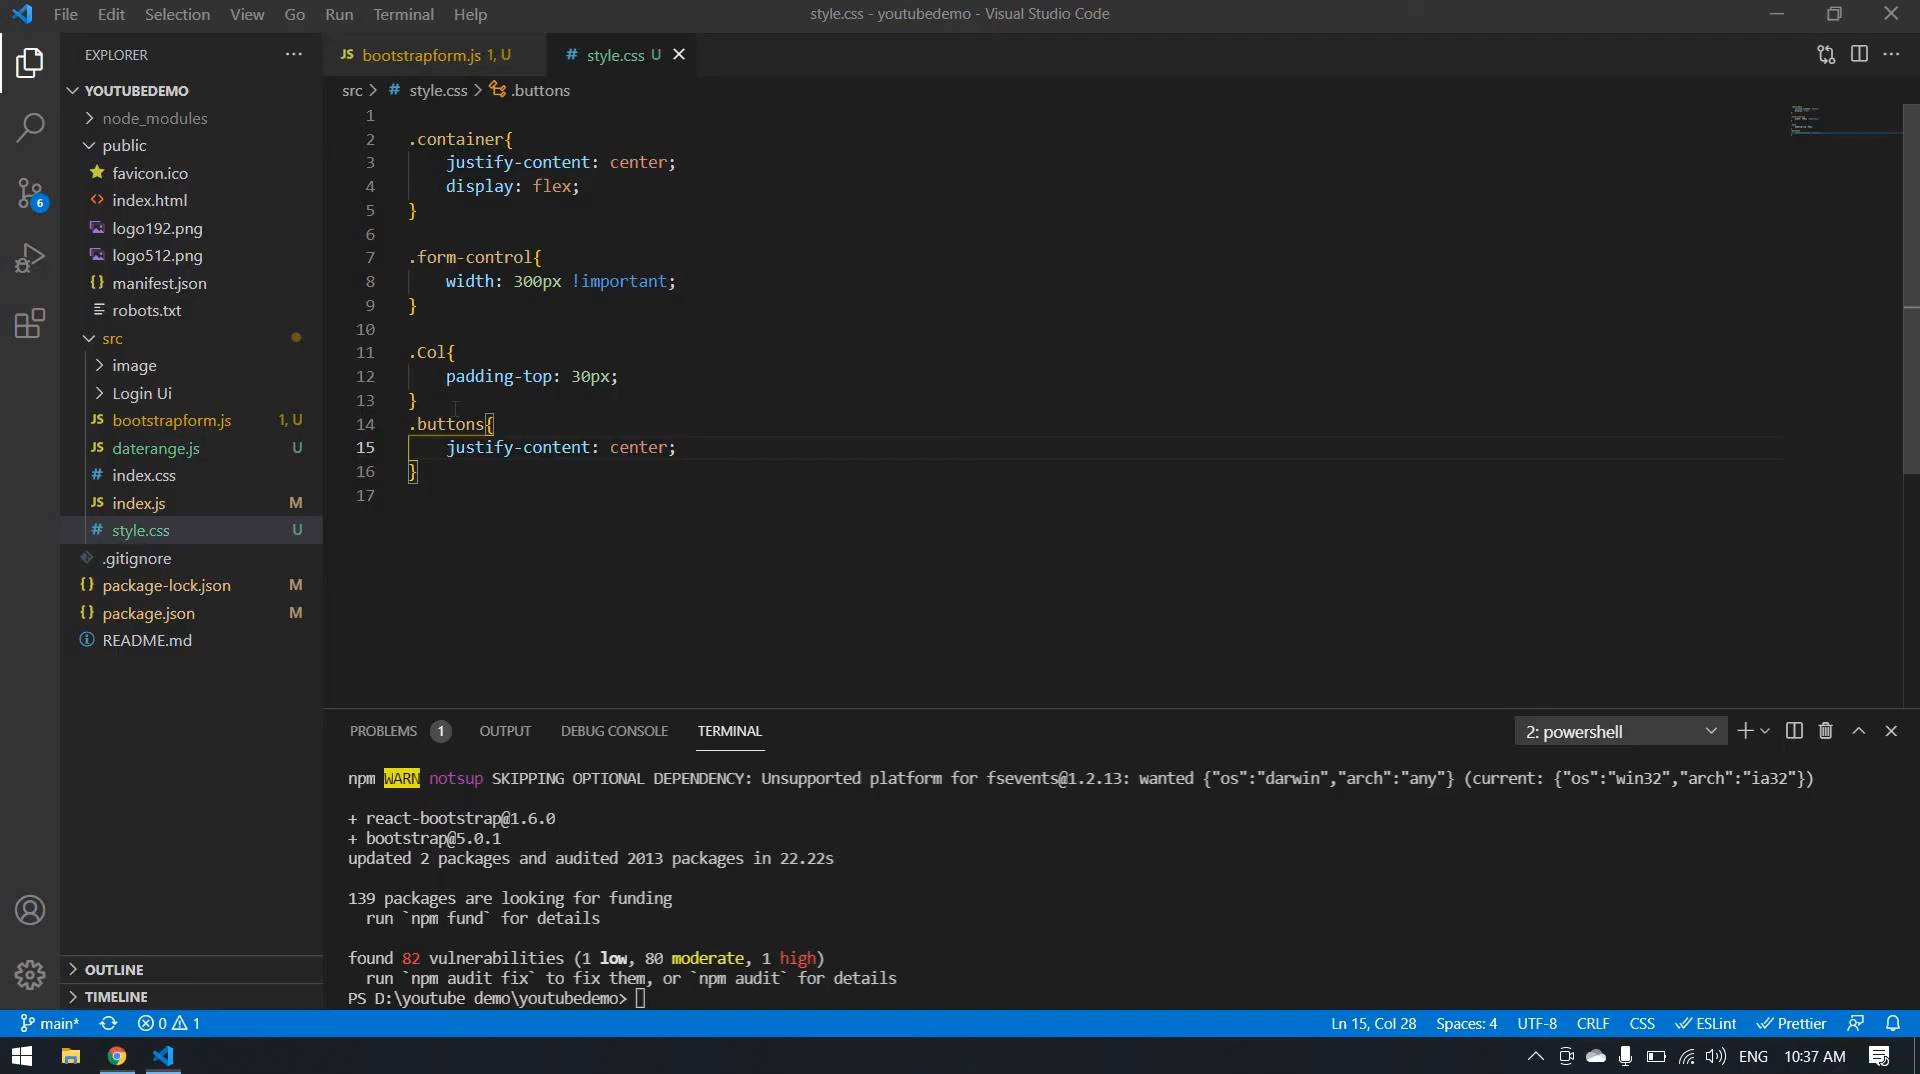 File Edit Selection View Go Run Terminal Help
style.css - youtubedemo - Visual Studio Code
EXPLORER
bootstrapform.js 1, U
style.css U
src > style.css > .buttons
YOUTUBEDEMO
node_modules
public
favicon.ico
index.html
logo192.png
logo512.png
manifest.json
robots.txt
src
image
Login Ui
bootstrapform.js 1, U
daterange.js U
index.css
index.js M
style.css U
.gitignore
package-lock.json M
package.json M
README.md
OUTLINE
TIMELINE
6
1
2 .container{
3 justify-content: center;
4 display: flex;
5 }
6
7 .form-control{
8 width: 300px !important;
9 }
10
11 .Col{
12 padding-top: 30px;
13 }
14 .buttons{
15 justify-content: center;
16 }
17
PROBLEMS 1 OUTPUT DEBUG CONSOLE TERMINAL
2: powershell
npm WARN notsup SKIPPING OPTIONAL DEPENDENCY: Unsupported platform for fsevents@1.2.13: wanted {"os":"darwin","arch":"any"} (current: {"os":"win32","arch":"ia32"})
+ react-bootstrap@1.6.0
+ bootstrap@5.0.1
updated 2 packages and audited 2013 packages in 22.22s
139 packages are looking for funding
run `npm fund` for details
found 82 vulnerabilities (1 low, 80 moderate, 1 high)
run `npm audit fix` to fix them, or `npm audit` for details
PS D:\youtube demo\youtubedemo>
main* 0 1
Ln 15, Col 28 Spaces: 4 UTF-8 CRLF CSS ESLint Prettier
ENG 10:37 AM